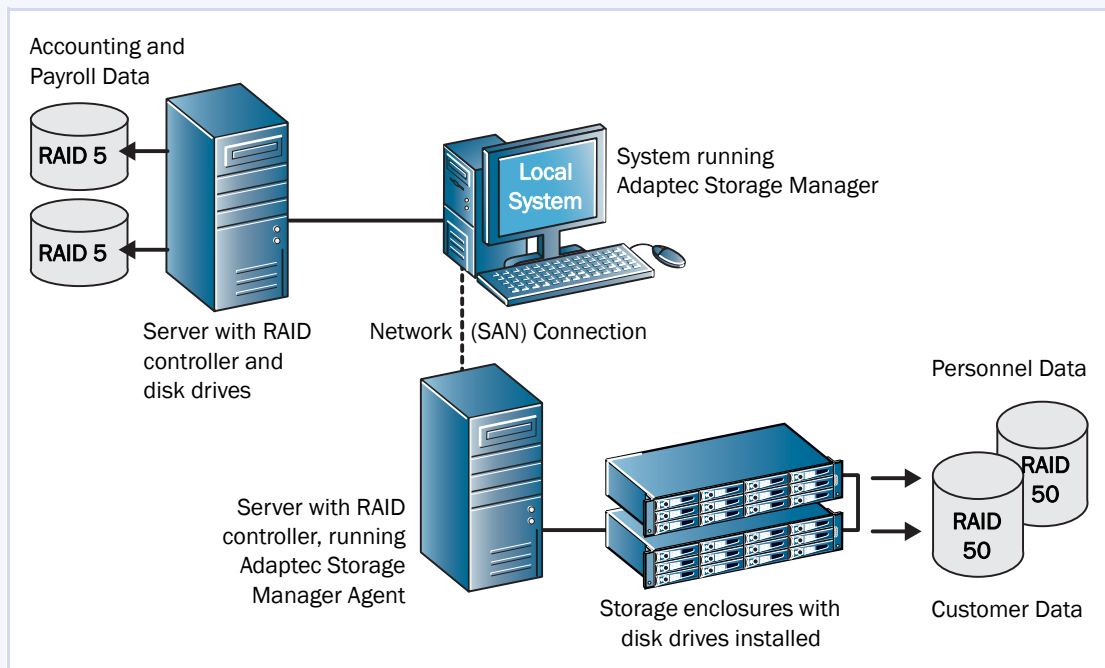 Accounting and
Payroll Data
RAID 5
RAID 5
Server with RAID
controller and
disk drives
Local
System
System running
Adaptec Storage Manager
Network (SAN) Connection
Server with RAID
controller, running
Adaptec Storage
Manager Agent
Storage enclosures with
disk drives installed
Personnel Data
RAID
50
RAID
50
Customer Data